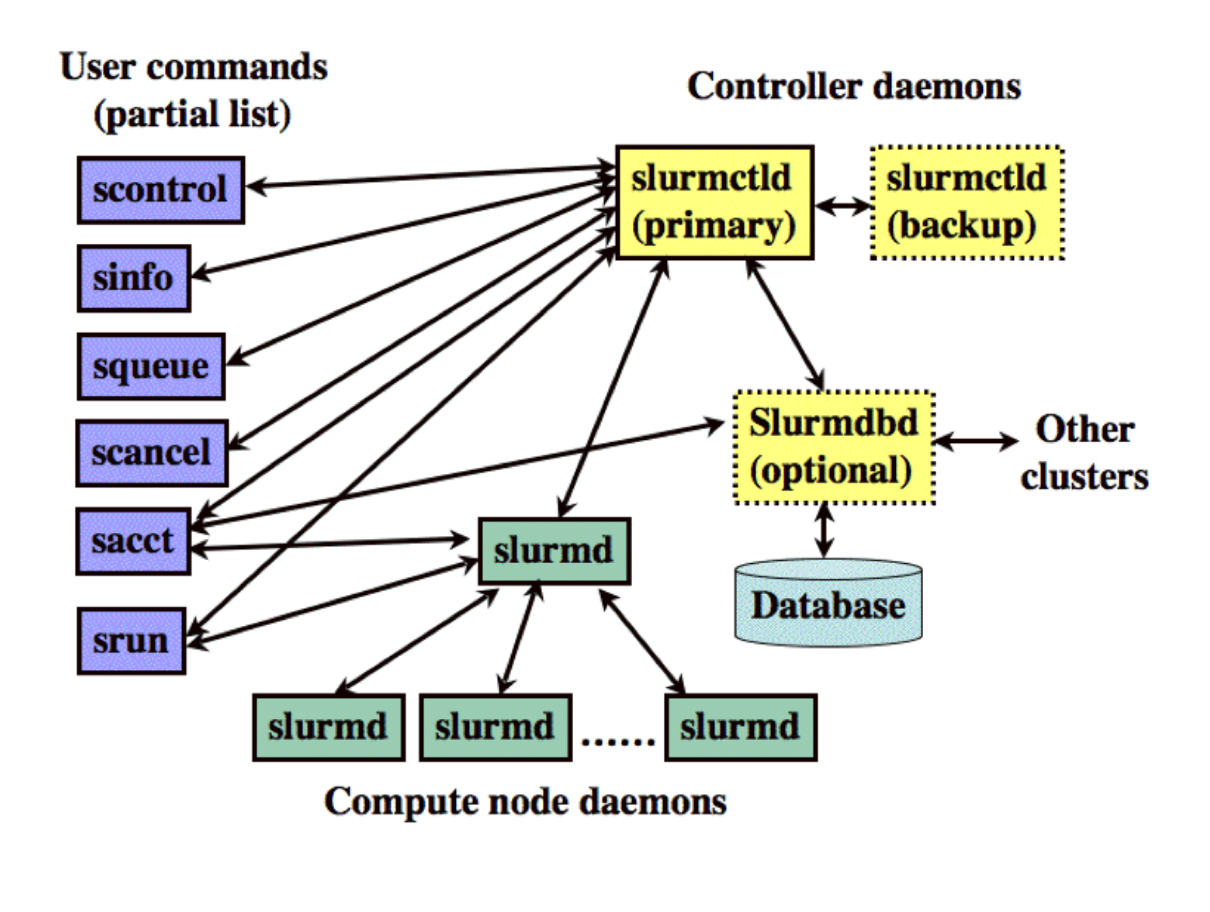 User commands
(partial list)
Controller daemons
scontrol
slurmctld
(primary)
slurmctld
(backup)
sinfo
squeue
scancel
Slurmdbd
(optional)
Other
clusters
sacct
slurmd
Database
srun
slurmd
slurmd
......
slurmd
Compute node daemons